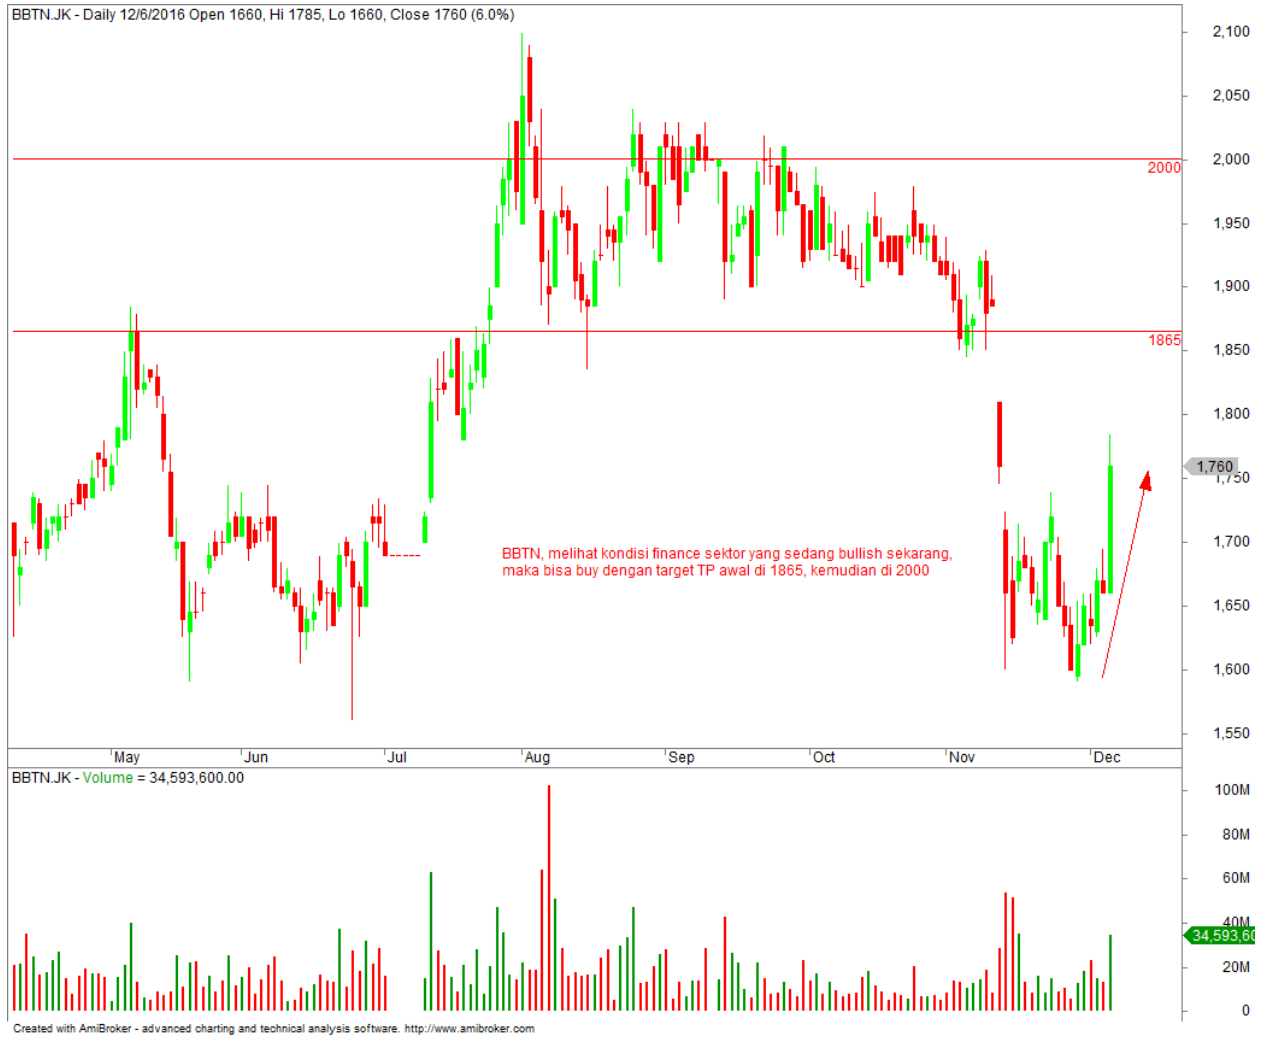 BBTN.JK - Daily 12/6/2016 Open 1660, Hi 1785, Lo 1660, Close 1760 (6.0%)
2,100
2,050
2,000
2000
1,950
1,900
1,850
1865
1,800
1,760
1,750
1,700
BBTN, melihat kondisi finance sektor yang sedang bullish sekarang,
maka bisa buy dengan target TP awal di 1865, kemudian di 2000
1,650
1,600
1,550
May Jun Jul Aug Sep Oct Nov Dec
BBTN.JK - Volume = 34,593,600.00
100M
80M
60M
40M
34,593,60
20M
0
Created with AmiBroker - advanced charting and technical analysis software. http://www.amibroker.com